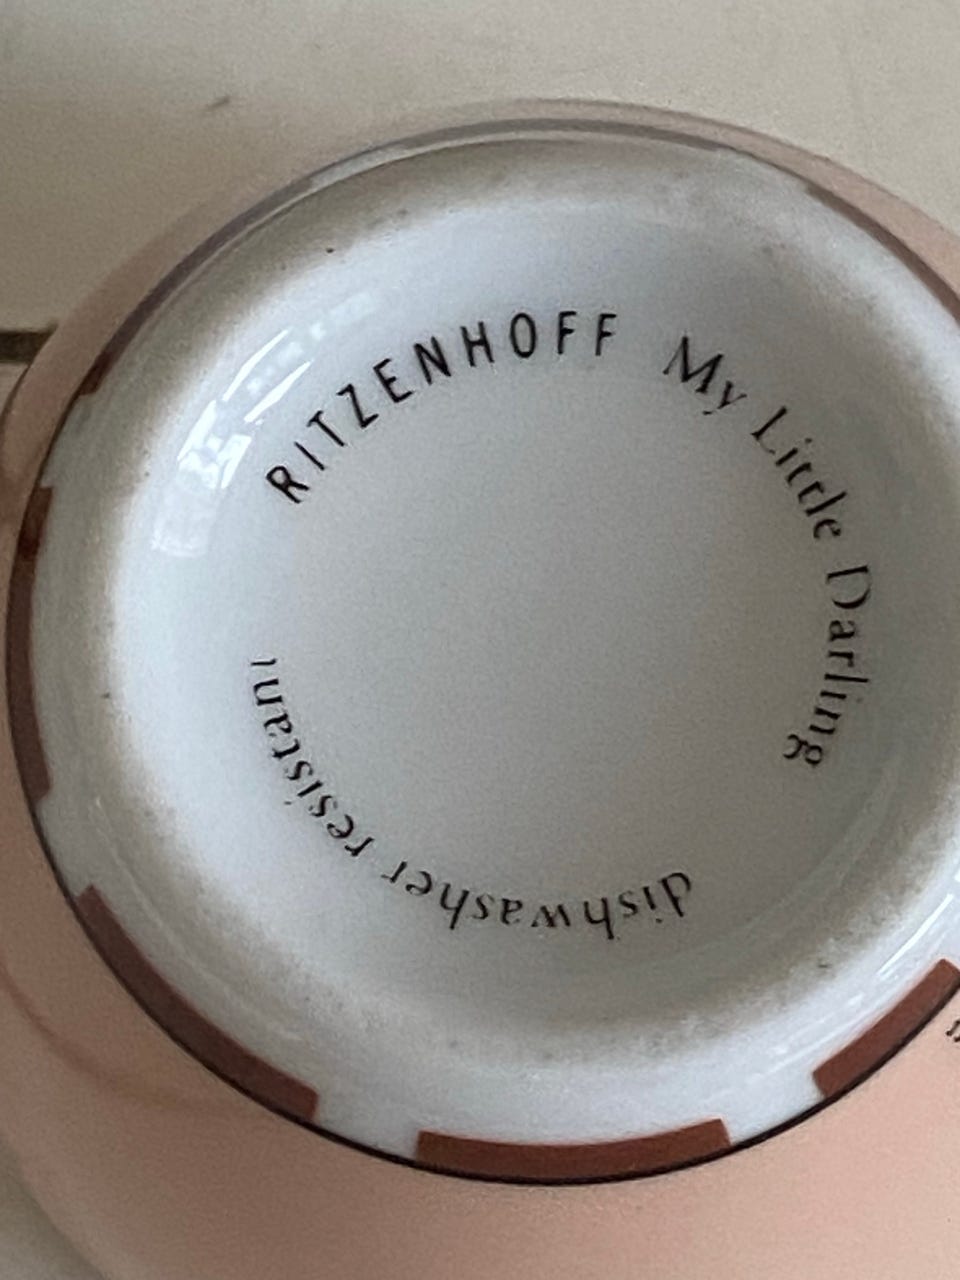 RITZENHOFF My Little Darling
dishwasher resistant